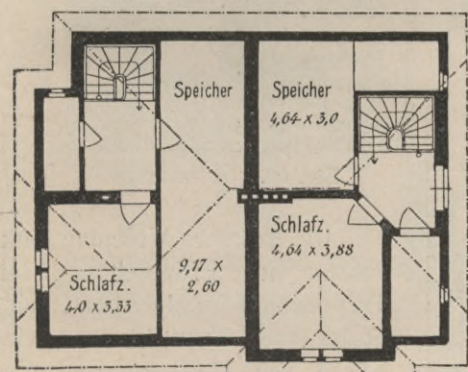 Speicher
Speicher
4,64 x 3,0
Schlafz.
4,64 x 3,88
9,17 x
2,60
Schlafz.
4,0 x 3,33